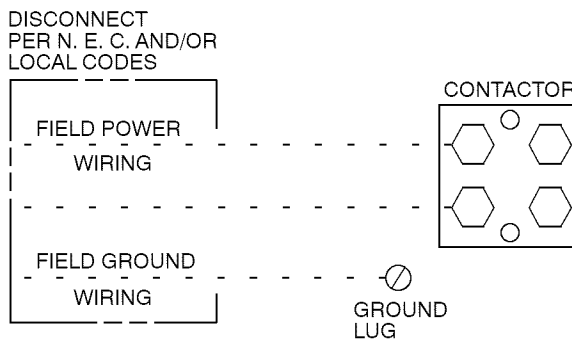 DISCONNECT
PER N. E. C. AND/OR
LOCAL CODES
CONTACTOR
FIELD POWER
WIRING
FIELD GROUND
WIRING
GROUND
LUG